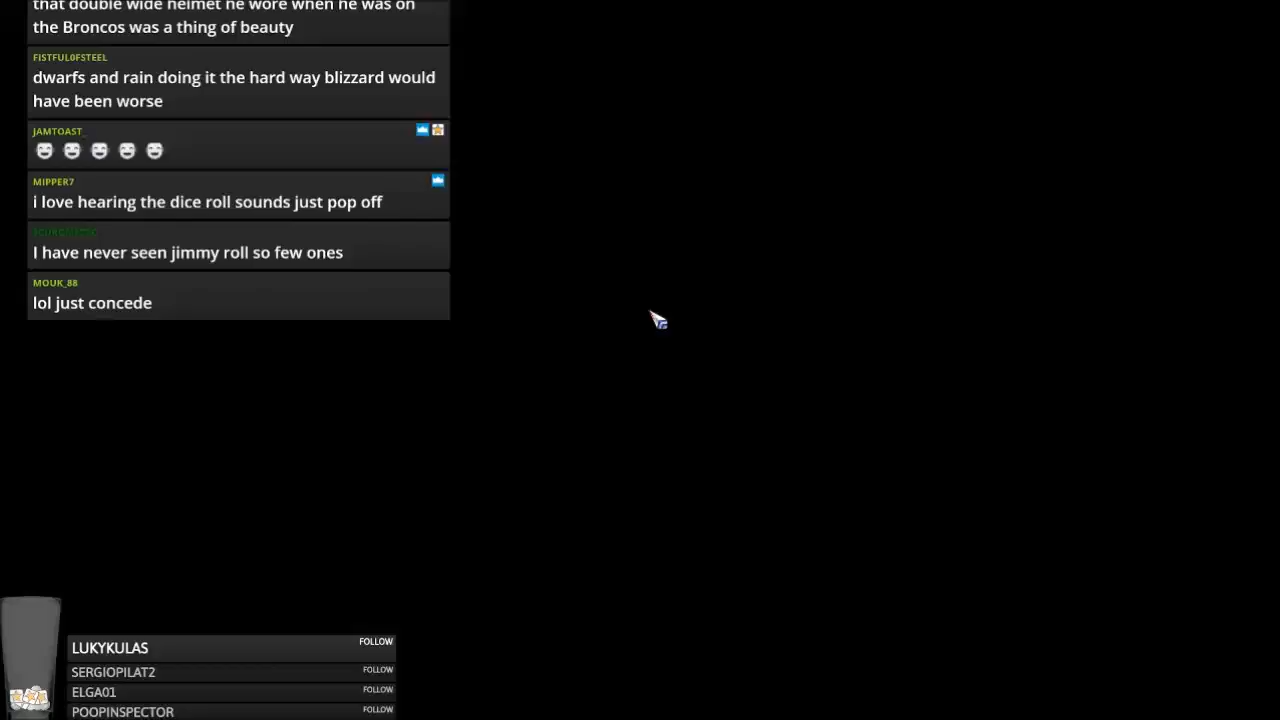 that double wide helmet he wore when he was on
the Broncos was a thing of beauty
FISTFUL0FSTEEL
dwarfs and rain doing it the hard way blizzard would
have been worse
JAMTOAST_
MIPPER7
i love hearing the dice roll sounds just pop off
I have never seen jimmy roll so few ones
MOUK_88
lol just concede
LUKYKULAS FOLLOW
SERGIOPILAT2 FOLLOW
ELGA01 FOLLOW
POOPINSPECTOR FOLLOW